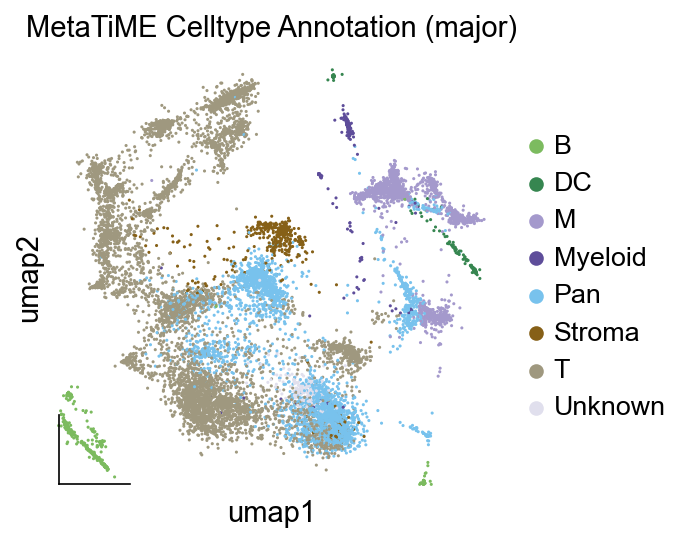 MetaTiME Celltype Annotation (major)
B
DC
M
Myeloid
Pan
Stroma
T
Unknown
umap2
umap1